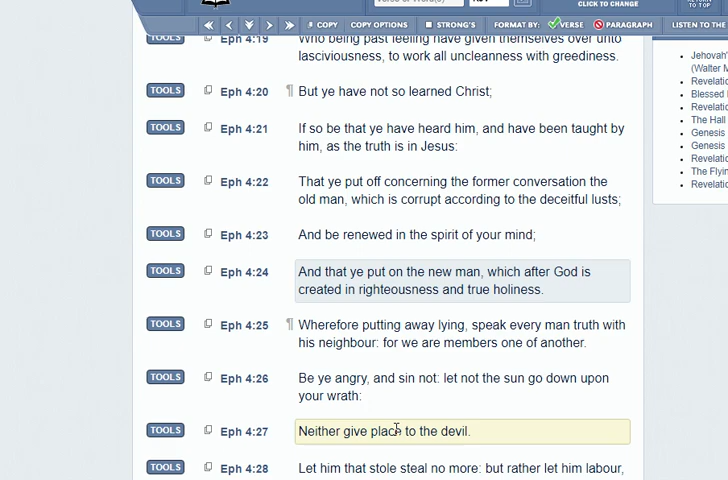 CLICK TO CHANGE
RETURN
TO TOP
COPY COPY OPTIONS STRONG'S FORMAT BY: VERSE PARAGRAPH LISTEN TO THE
TOOLS Eph 4:19 Who being past feeling have given themselves over unto
lasciviousness, to work all uncleanness with greediness.
TOOLS Eph 4:20 ¶ But ye have not so learned Christ;
TOOLS Eph 4:21 If so be that ye have heard him, and have been taught by
him, as the truth is in Jesus:
TOOLS Eph 4:22 That ye put off concerning the former conversation the
old man, which is corrupt according to the deceitful lusts;
TOOLS Eph 4:23 And be renewed in the spirit of your mind;
TOOLS Eph 4:24 And that ye put on the new man, which after God is
created in righteousness and true holiness.
TOOLS Eph 4:25 ¶ Wherefore putting away lying, speak every man truth with
his neighbour: for we are members one of another.
TOOLS Eph 4:26 Be ye angry, and sin not: let not the sun go down upon
your wrath:
TOOLS Eph 4:27 Neither give place to the devil.
TOOLS Eph 4:28 Let him that stole steal no more: but rather let him labour,
Jehovah'
(Walter M
Revelatio
Blessed I
Revelatio
The Hall
Genesis
Genesis
Revelatio
The Flyin
Revelatio